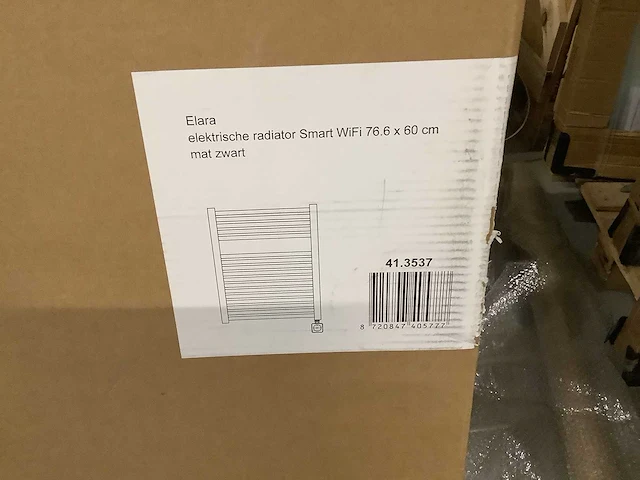 Elara
elektrische radiator Smart WiFi 76.6 x 60 cm
mat zwart
41.3537
8 720847 405777